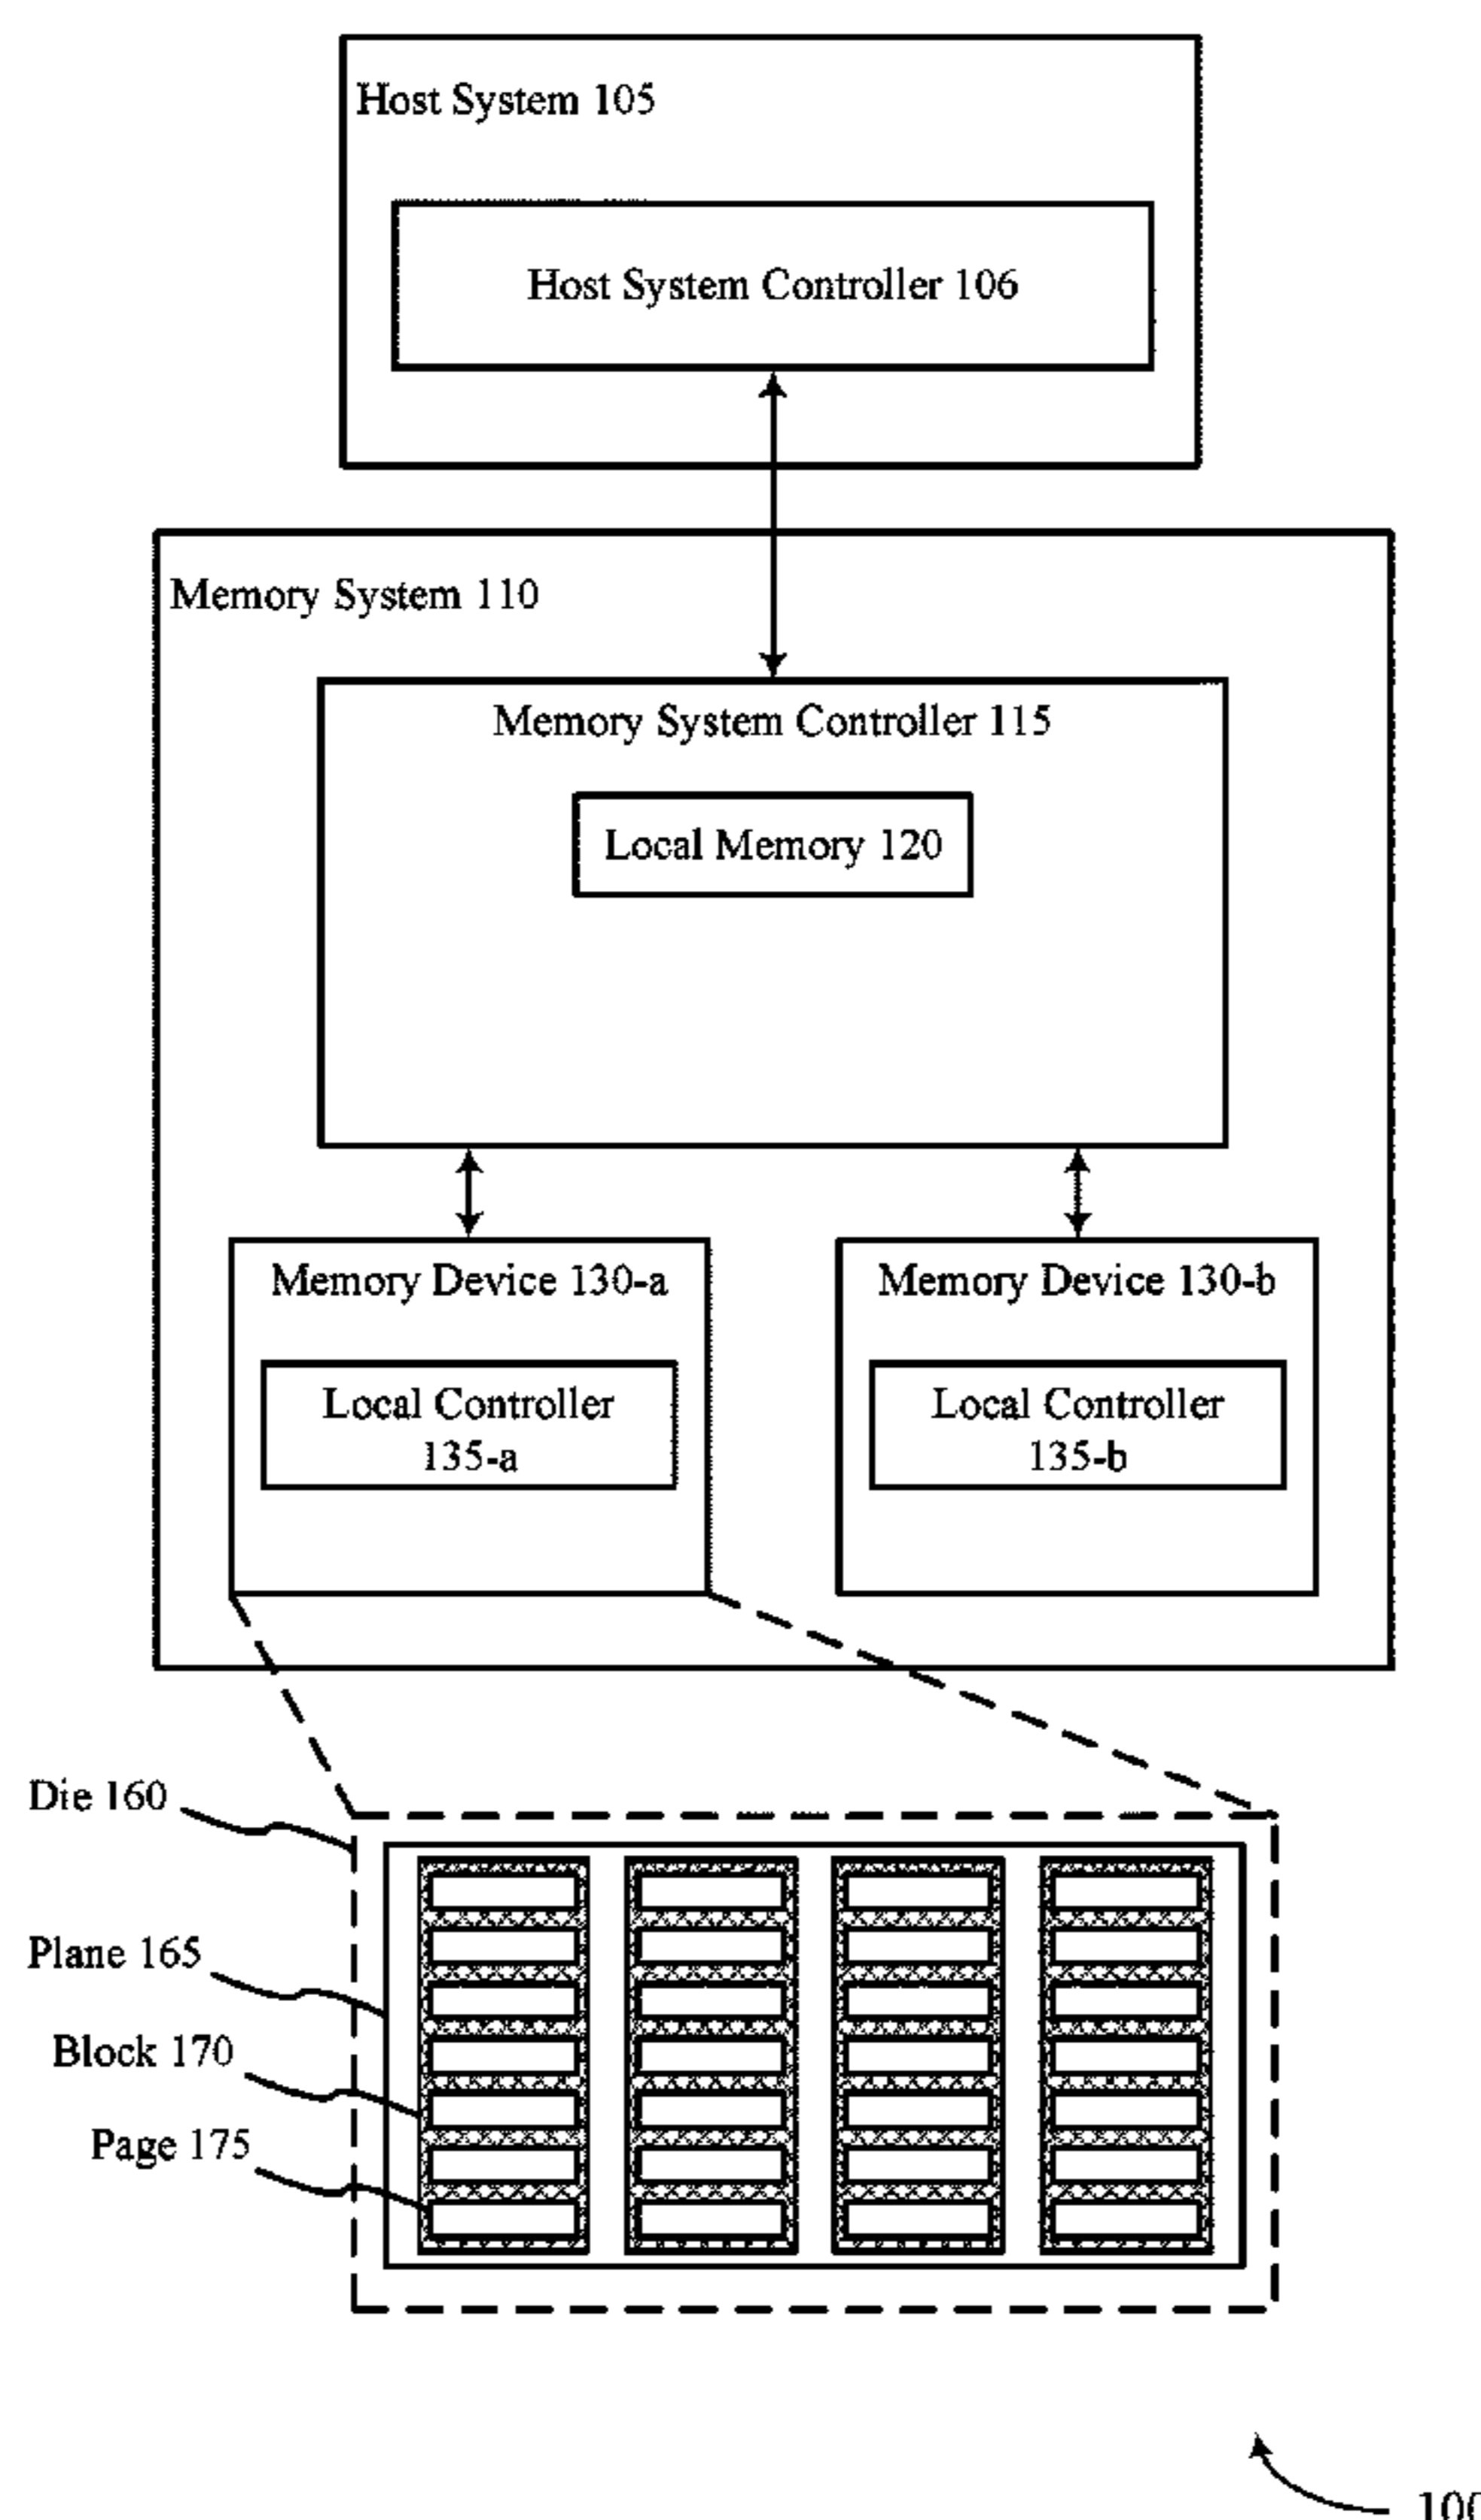 Host System 105
Host System Controller 106
Memory System 110
Memory System Controller 115
Local Memory 120
Memory Device 130-a
Memory Device 130-b
Local Controller
135-a
Local Controller
135-b
Die 160
Plane 165
Block 170
Page 175
100